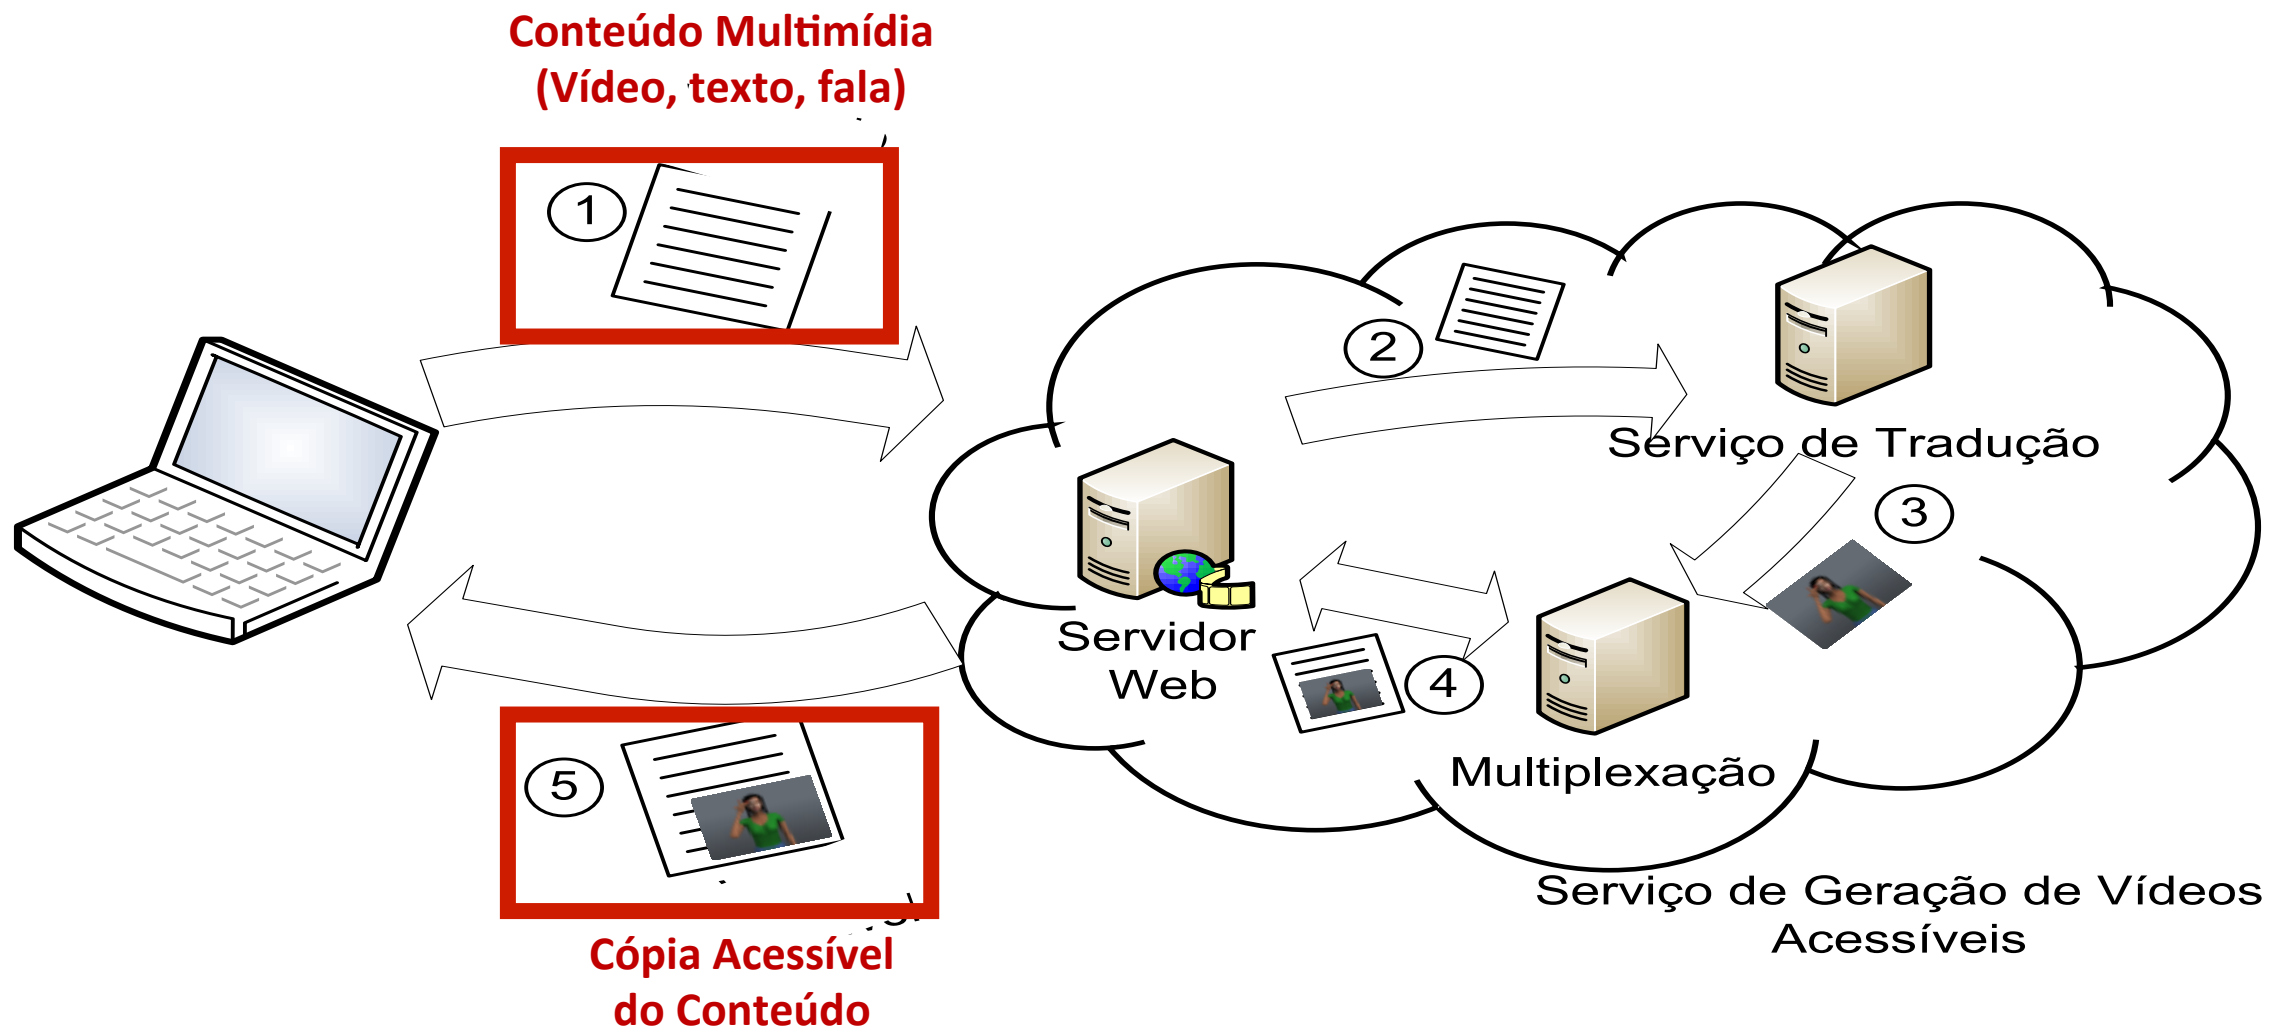 Conteúdo Multimídia
(Vídeo, texto, fala)
1
2
Serviço de Tradução
3
Servidor
Web
4
Multiplexação
5
Serviço de Geração de Vídeos
Acessíveis
Cópia Acessível
do Conteúdo